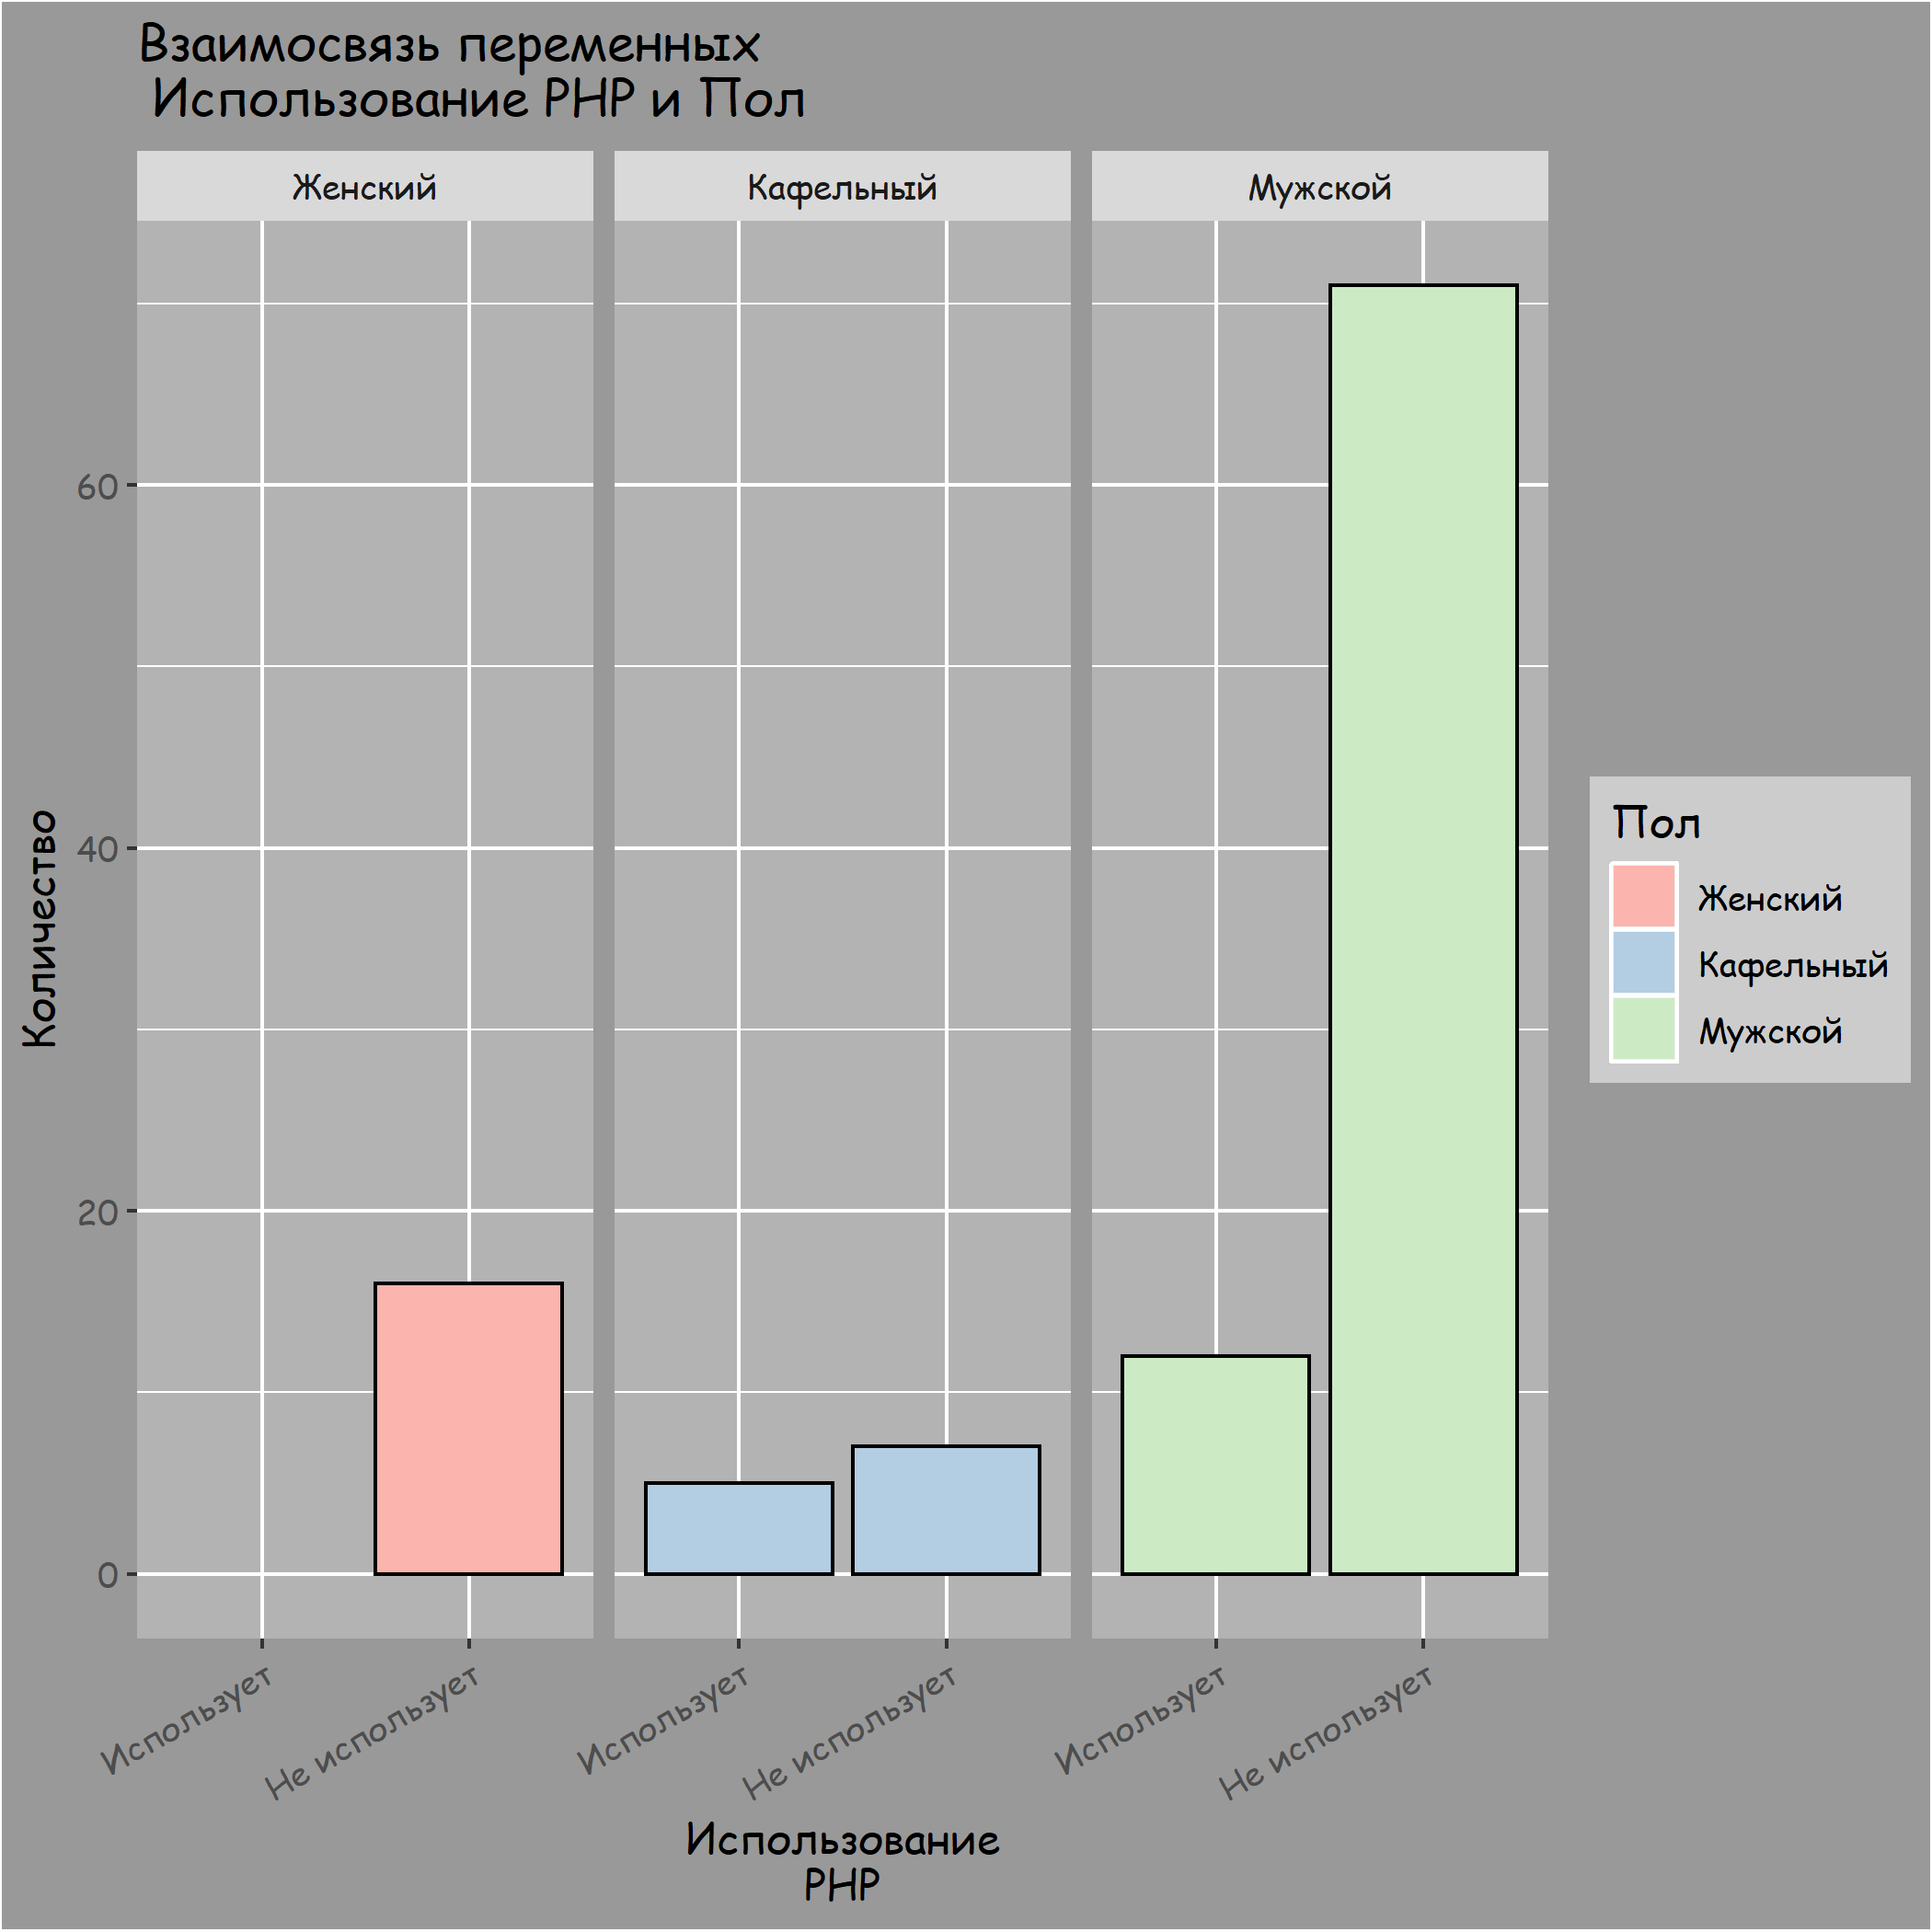 Взаимосвязь переменных
Использование PHP и Пол
Женский
Кафельный
Мужской
Количество
60
40
20
0
Использует
Не использует
Использует
Не использует
Использует
Не использует
Использование
PHP
Пол
Женский
Кафельный
Мужской